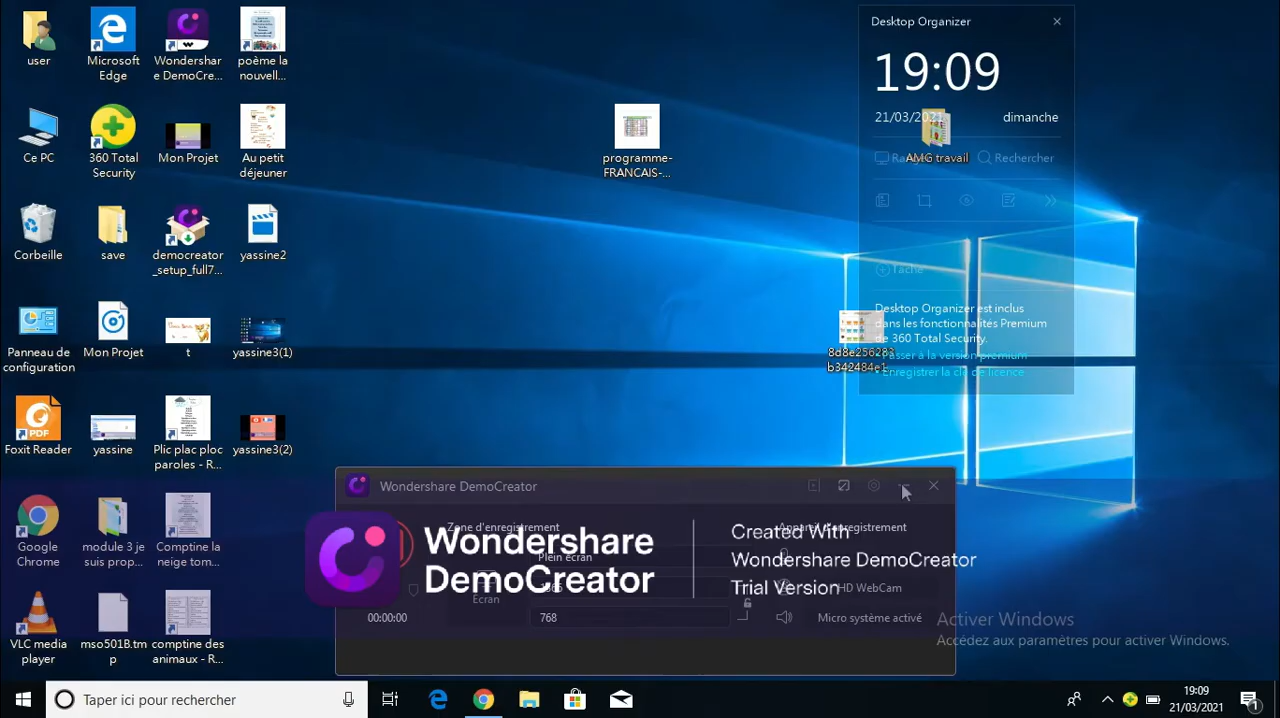 user
Microsoft
Edge
Wondershar
e DemoCre...
poème la
nouvell...
Ce PC
360 Total
Security
Mon Projet
Au petit
déjeuner
Corbeille
save
democreator
_setup_full7...
yassine2
Panneau de
configuration
Mon Projet
t
yassine3(1)
Foxit Reader
yassine
Plic plac ploc
paroles - R...
yassine3(2)
Google
Chrome
module 3 je
suis prop...
Comptine la
neige tom...
VLC media
player
mso501B.tm
p
comptine des
animaux - R...
programme-
FRANCAIS-...
Desktop Organizer
19:09
21/03/2021
dimanche
AMG travail
Rechercher
Tâche
Desktop Organizer est inclus
dans les fonctionnalités Premium
de 360 Total Security.
Passer à la version premium
Enregistrer la clé de licence
8d8e256283
b342484e1
Wondershare DemoCreator
Zone d'enregistrement
Appareil d'enregistrement
Plein écran
Écran
HD WebCam
00:00:00
768
Micro système activé
Wondershare
DemoCreator
Created With
Wondershare DemoCreator
Trial Version
Activer Windows
Accédez aux paramètres pour activer Windows.
Taper ici pour rechercher
19:09
21/03/2021
1